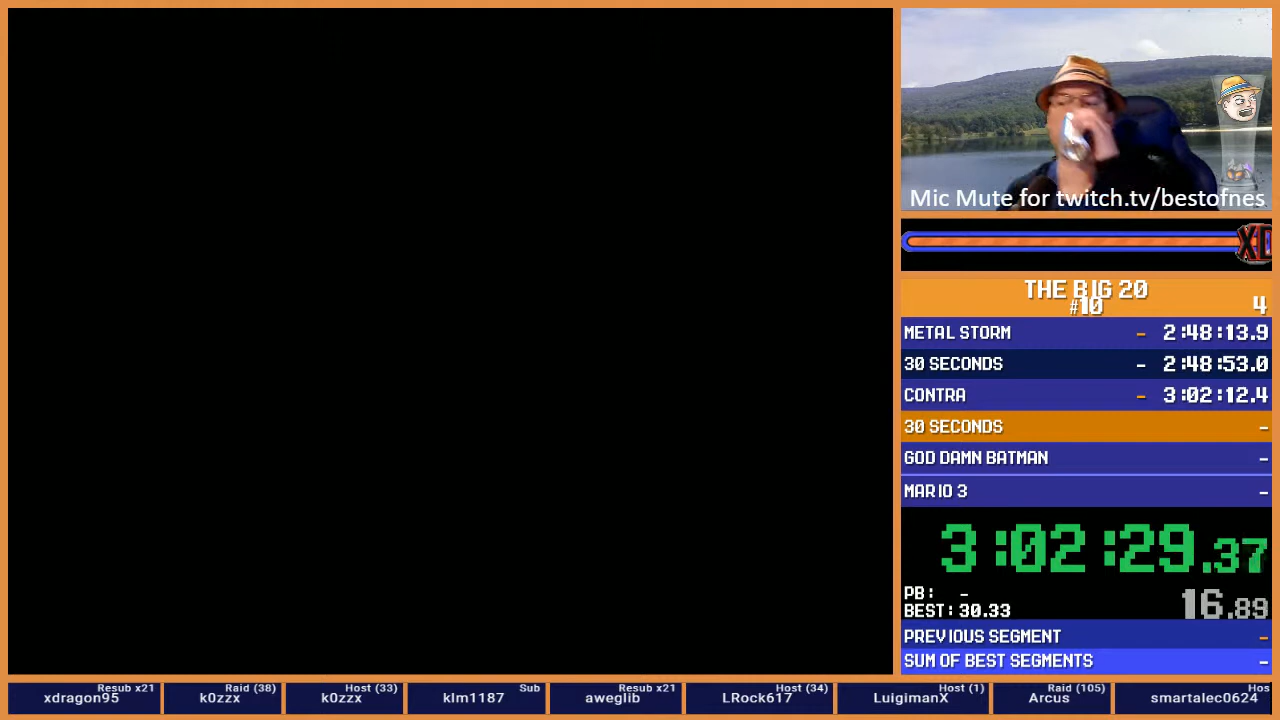 Mic Mute for twitch.tv/bestofnes
XD
THE BIG 20
#10
4
METAL STORM - 2:48:13.9
30 SECONDS - 2:48:53.0
CONTRA - 3:02:12.4
30 SECONDS -
GOD DAMN BATMAN -
MARIO 3 -
3:02:29.37
PB: -
16.89
BEST: 30.33
PREVIOUS SEGMENT -
SUM OF BEST SEGMENTS -
Resub x21
xdragon95
Raid (38)
k0zzx
Host (33)
k0zzx
Sub
klm1187
Resub x21
aweglib
Host (34)
LRock617
Host (1)
LuigimanX
Raid (105)
Arcus
Hos
smartalec0624